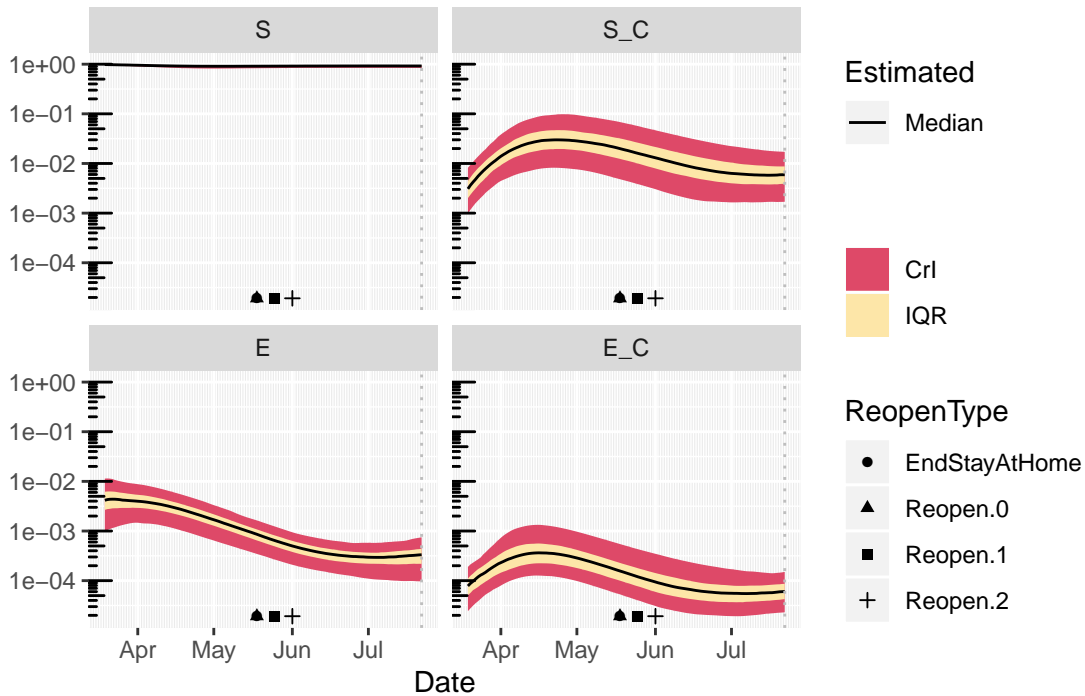 S
S_C
1e+00
1e−01
1e−02
1e−03
1e−04
E
E_C
1e+00
1e−01
1e−02
1e−03
1e−04
Apr May Jun Jul
Apr May Jun Jul
Date
Estimated
Median
CrI
IQR
ReopenType
EndStayAtHome
Reopen.0
Reopen.1
Reopen.2